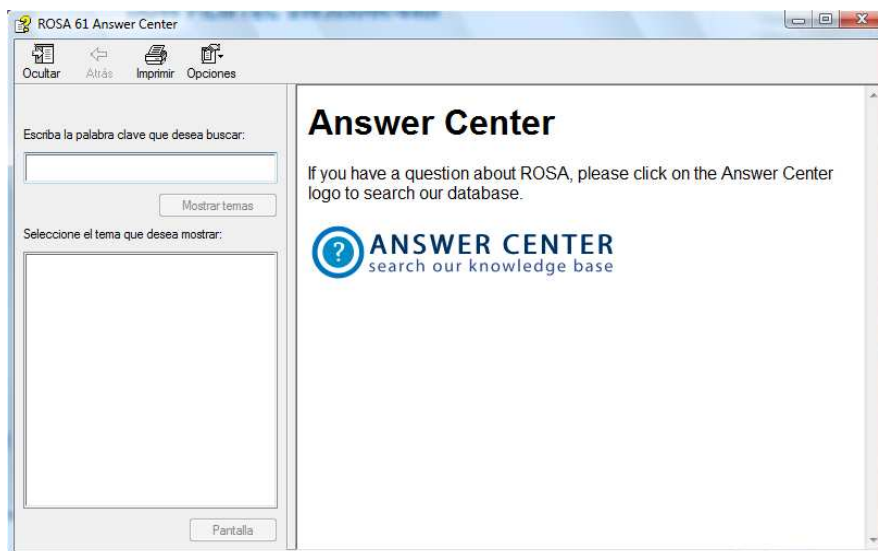 ROSA 61 Answer Center
Ocultar Atrás Imprimir Opciones
Escriba la palabra clave que desea buscar:
Mostrar temas
Seleccione el tema que desea mostrar:
Pantalla
Answer Center
If you have a question about ROSA, please click on the Answer Center
logo to search our database.
?
ANSWER CENTER
search our knowledge base